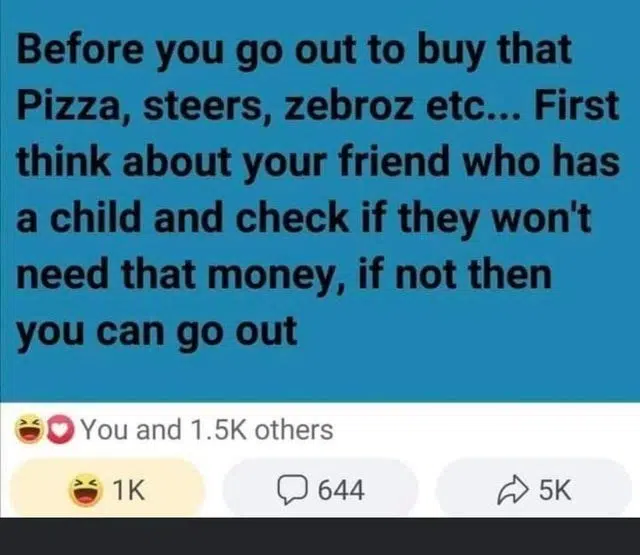 Before you go out to buy that
Pizza, steers, zebroz etc... First
think about your friend who has
a child and check if they won't
need that money, if not then
you can go out
You and 1.5K others
1K
644
5K